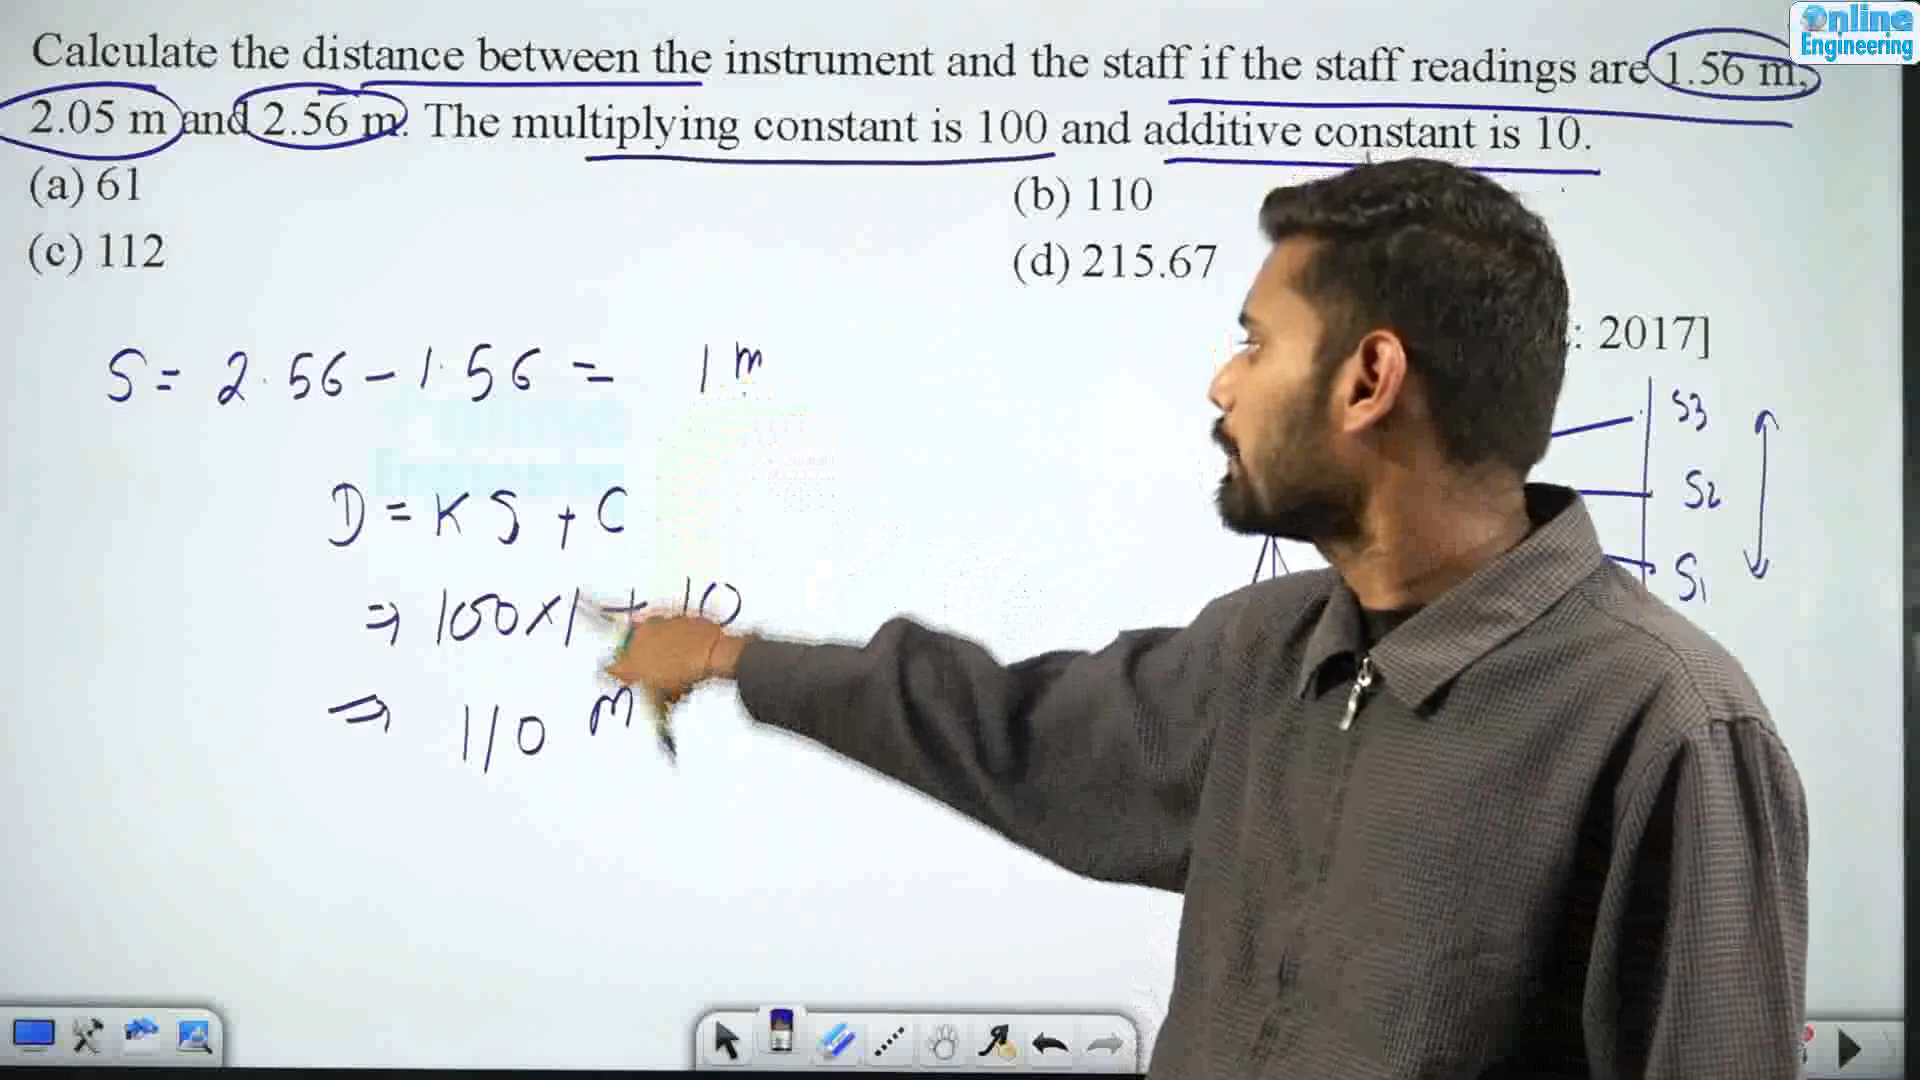 Online
Engineering
Calculate the distance between the instrument and the staff if the staff readings are 1.56 m,
2.05 m and 2.56 m. The multiplying constant is 100 and additive constant is 10.
(a) 61
(b) 110
(c) 112
(d) 215.67
: 2017]
S = 2.56 - 1.56 = 1 m
S3
S2
S1
D = K S + C
⇒ 100 × 1 + 10
⇒ 110 m